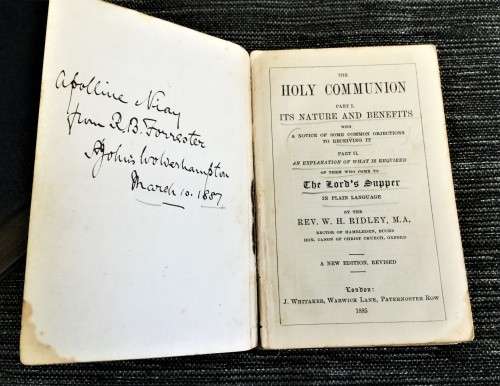 Apolline Niay
from R.B. Forrester
S. John's Wolverhampton
March 10. 1887
THE
HOLY COMMUNION
PART I.
ITS NATURE AND BENEFITS
WITH
A NOTICE OF SOME COMMON OBJECTIONS
TO RECEIVING IT
PART II.
AN EXPLANATION OF WHAT IS REQUIRED
OF THEM WHO COME TO
The Lord's Supper
IN PLAIN LANGUAGE
BY THE
REV. W. H. RIDLEY, M.A.
RECTOR OF HAMBLEDEN, BUCKS
HON. CANON OF CHRIST CHURCH, OXFORD
A NEW EDITION, REVISED
London:
J. WHITAKER, WARWICK LANE, PATERNOSTER ROW
1885